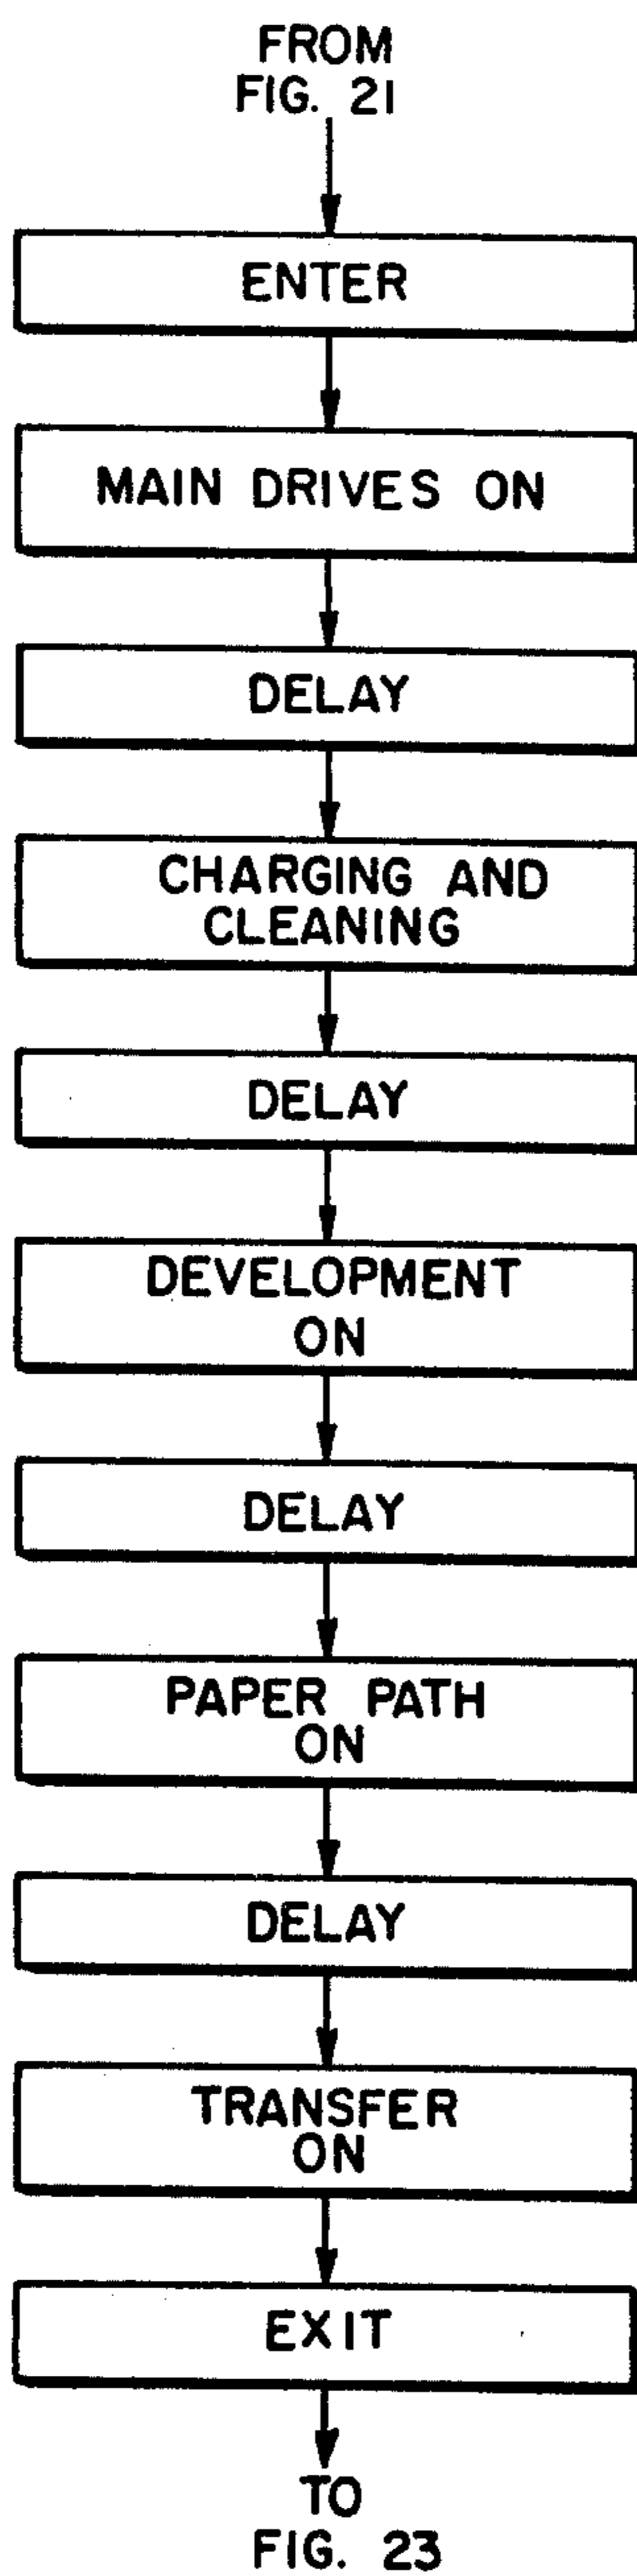 FROM
FIG. 21
ENTER
MAIN DRIVES ON
DELAY
CHARGING AND
CLEANING
DELAY
DEVELOPMENT
ON
DELAY
PAPER PATH
ON
DELAY
TRANSFER
ON
EXIT
TO
FIG. 23